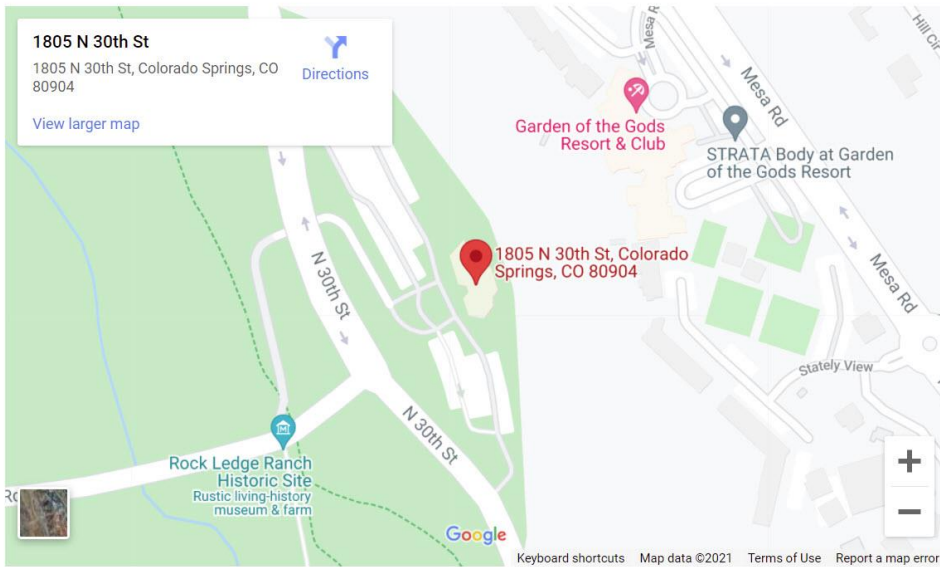 1805 N 30th St
1805 N 30th St, Colorado Springs, CO
80904
Directions
View larger map
Mesa R
Hill Cir
Mesa Rd
Garden of the Gods
Resort & Club
STRATA Body at Garden
of the Gods Resort
1805 N 30th St, Colorado
Springs, CO 80904
N 30th St
Mesa Rd
Stately View
N 30th St
Rock Ledge Ranch
Historic Site
Rustic living-history
museum & farm
Google
Keyboard shortcuts Map data ©2021 Terms of Use Report a map error